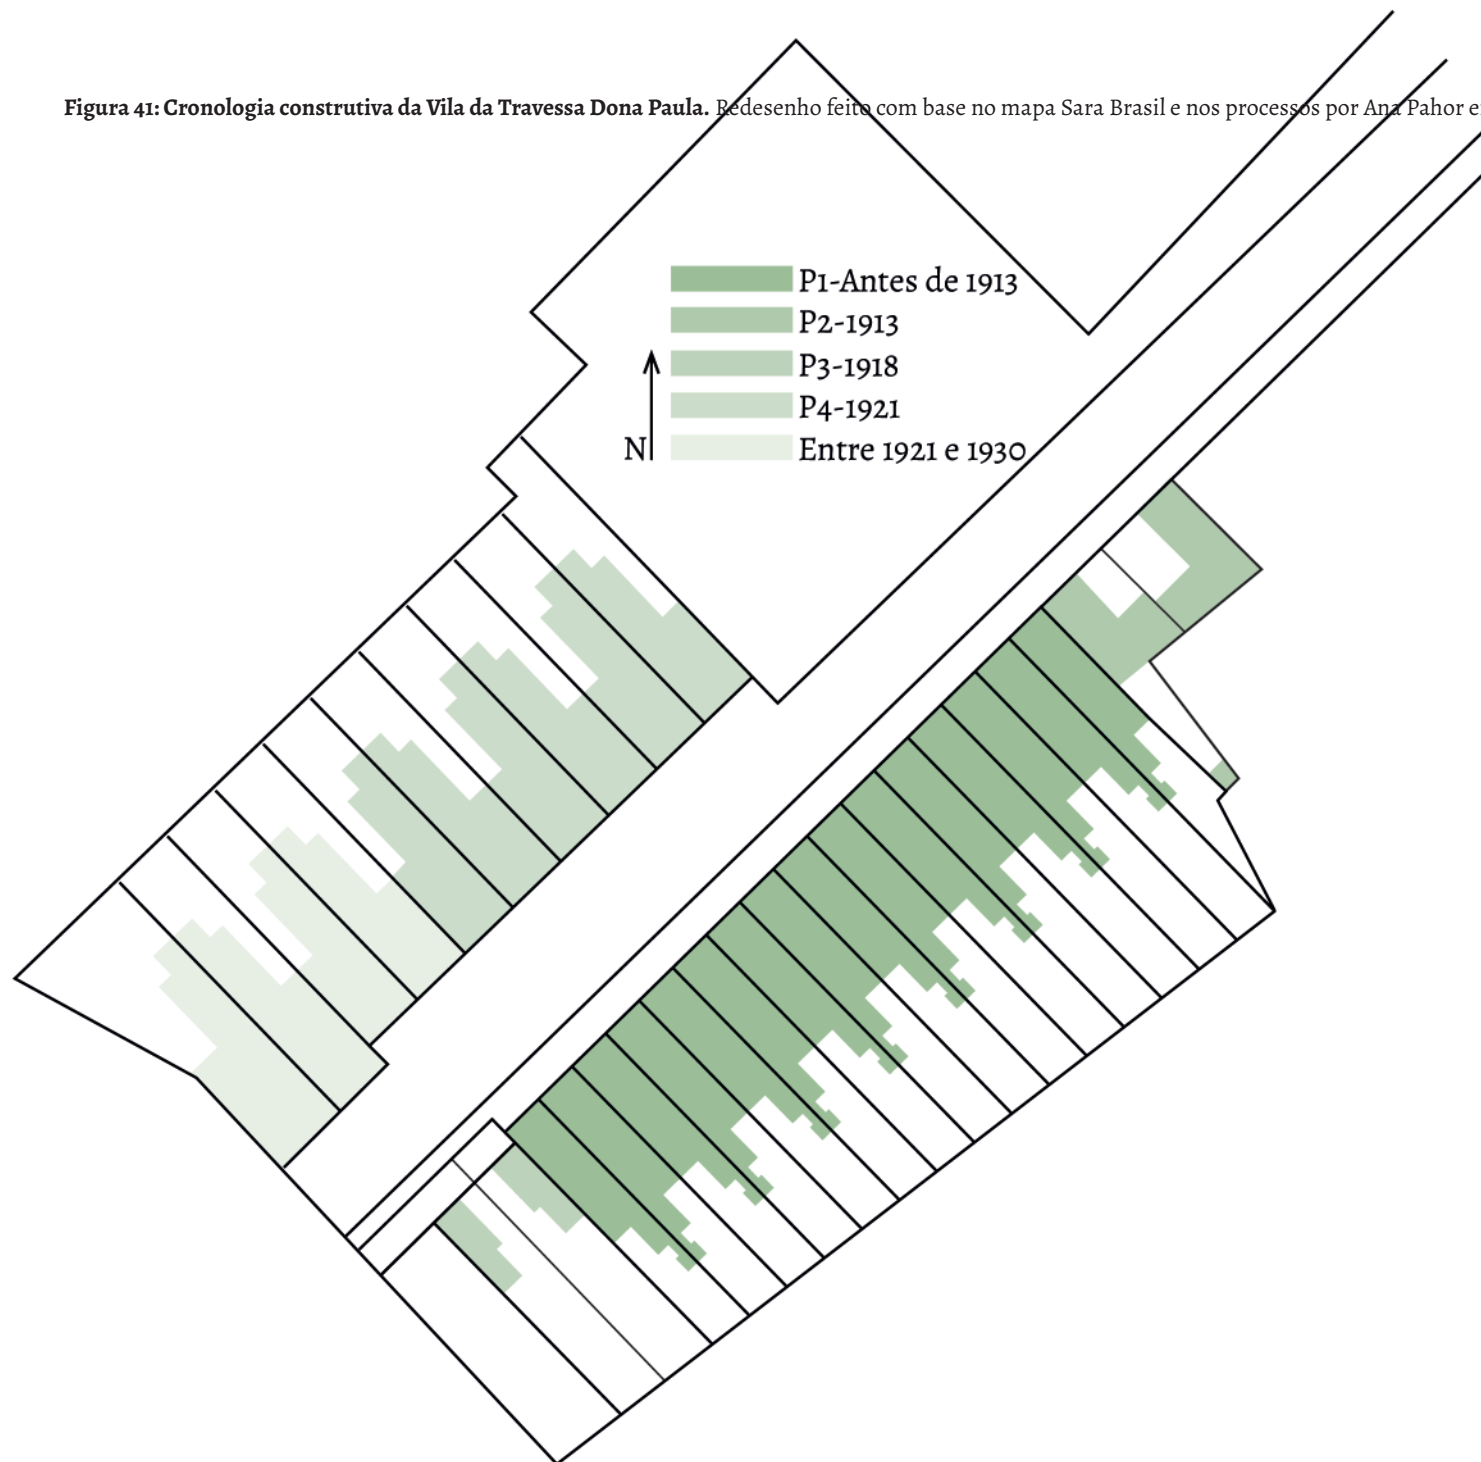 Figura 41: Cronologia construtiva da Vila da Travessa Dona Paula. Redesenho feito com base no mapa Sara Brasil e nos processos por Ana Pahor
P1-Antes de 1913
P2-1913
P3-1918
P4-1921
N
Entre 1921 e 1930